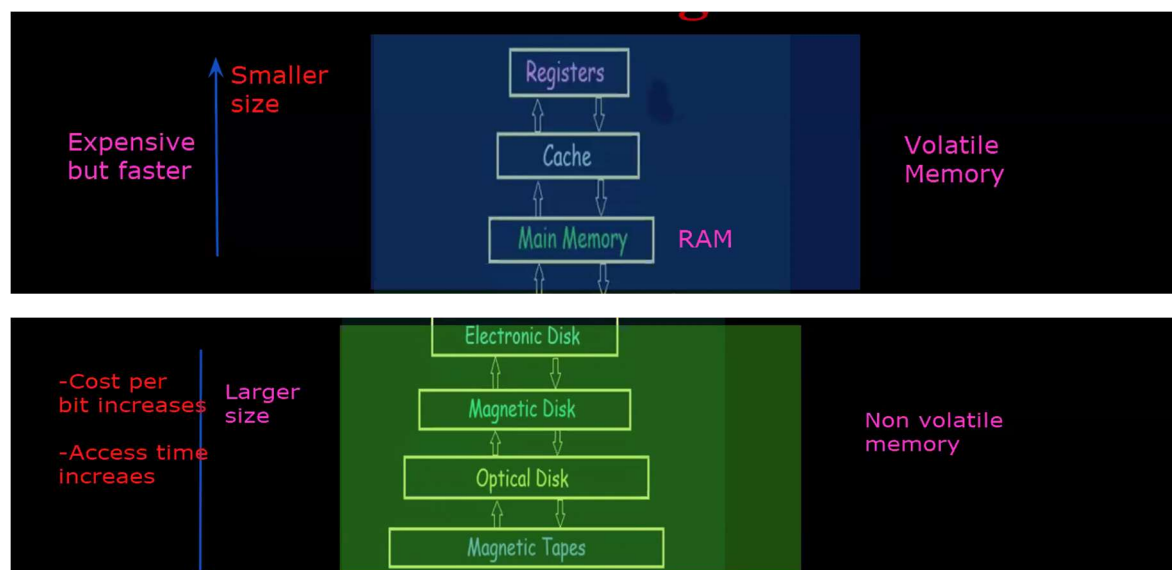 Registers
Smaller
size
Expensive
but faster
Cache
Volatile
Memory
Main Memory
RAM
Electronic Disk
-Cost per
bit increases
Larger
size
Magnetic Disk
Non volatile
memory
-Access time
increaes
Optical Disk
Magnetic Tapes